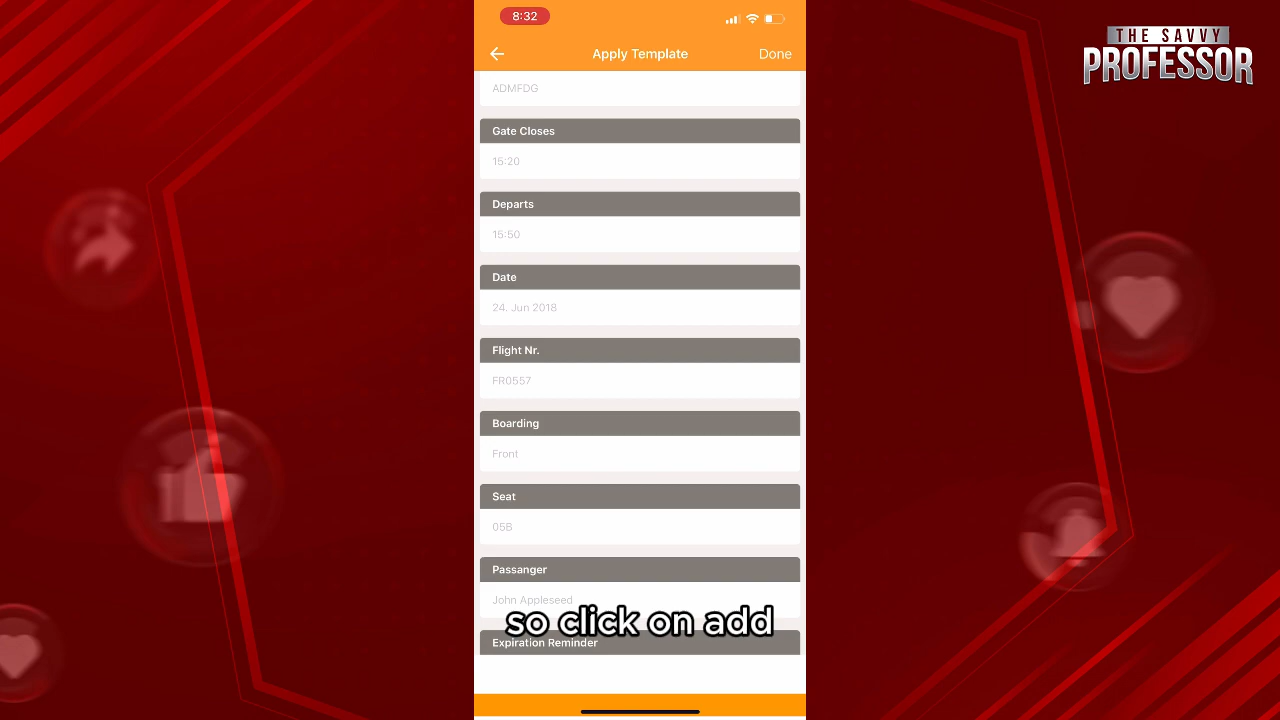 8:32
Apply Template
Done
THE SAVVY
PROFESSOR
ADMFDG
Gate Closes
15:20
Departs
15:50
Date
24. Jun 2018
Flight Nr.
FR0557
Boarding
Front
Seat
05B
Passanger
John Appleseed
so click on add
Expiration Reminder